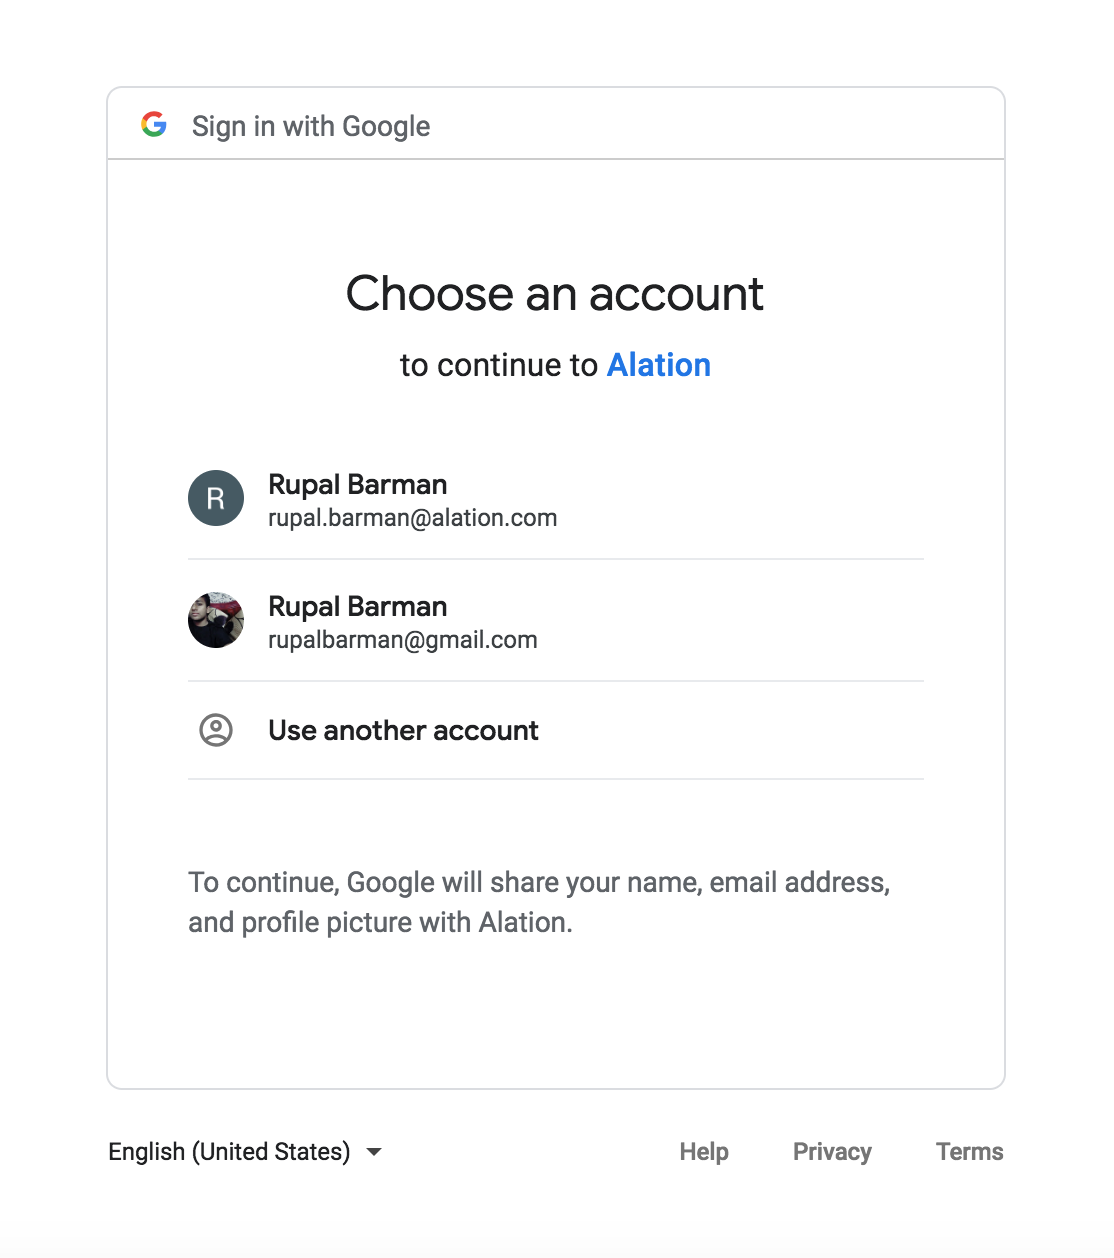 Sign in with Google
Choose an account
to continue to Alation
R
Rupal Barman
rupal.barman@alation.com
Rupal Barman
rupalbarman@gmail.com
Use another account
To continue, Google will share your name, email address,
and profile picture with Alation.
English (United States)
Help Privacy Terms